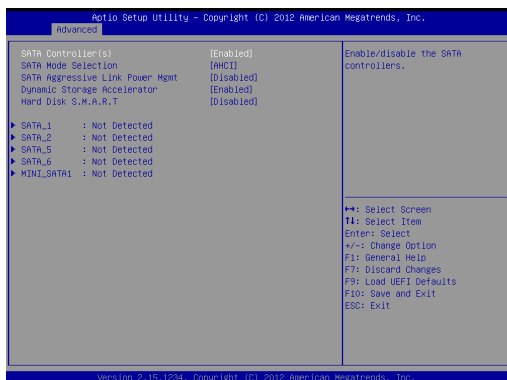 Aptio Setup Utility – Copyright (C) 2012 American Megatrends, Inc.
Advanced
SATA Controller(s) [Enabled]
SATA Mode Selection [AHCI]
SATA Aggressive Link Power Mgmt [Disabled]
Dynamic Storage Accelerator [Enabled]
Hard Disk S.M.A.R.T [Disabled]
SATA_1 : Not Detected
SATA_2 : Not Detected
SATA_5 : Not Detected
SATA_6 : Not Detected
MINI_SATA1 : Not Detected
Enable/disable the SATA
controllers.
↔: Select Screen
↑↓: Select Item
Enter: Select
+/-: Change Option
F1: General Help
F7: Discard Changes
F9: Load UEFI Defaults
F10: Save and Exit
ESC: Exit
Version 2.15.1234. Copyright (C) 2012 American Megatrends, Inc.